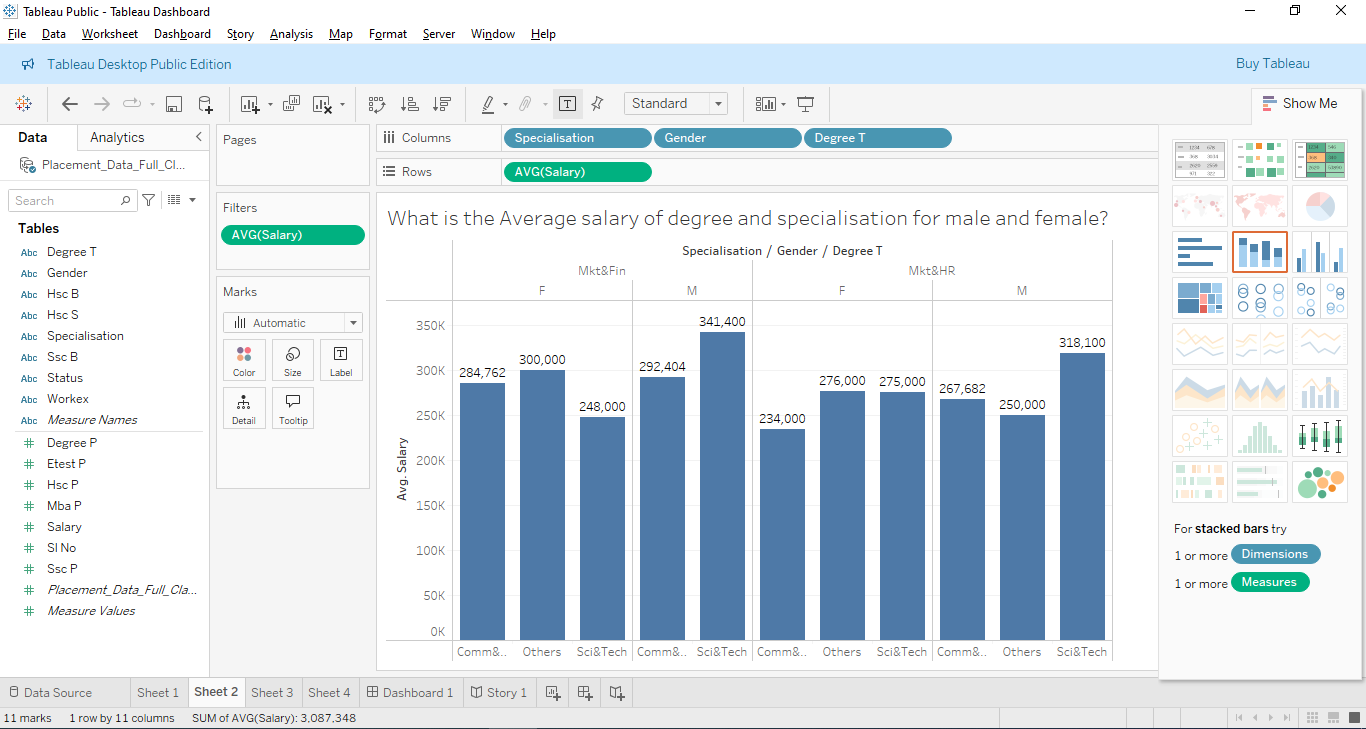 Tableau Public - Tableau Dashboard
File Data Worksheet Dashboard Story Analysis Map Format Server Window Help
Tableau Desktop Public Edition
Buy Tableau
Standard
Show Me
Data Analytics
Placement_Data_Full_Cl...
Search
Tables
Abc Degree T
Abc Gender
Abc Hsc B
Abc Hsc S
Abc Specialisation
Abc Ssc B
Abc Status
Abc Workex
Abc Measure Names
# Degree P
# Etest P
# Hsc P
# Mba P
# Salary
# Sl No
# Ssc P
# Placement_Data_Full_Cla...
# Measure Values
Pages
Filters
AVG(Salary)
Marks
Automatic
Color Size Label
Detail Tooltip
Columns Specialisation Gender Degree T
Rows AVG(Salary)
What is the Average salary of degree and specialisation for male and female?
Specialisation / Gender / Degree T
Mkt&Fin Mkt&HR
F M F M
350K
300K
250K
200K
150K
100K
50K
0K
Avg. Salary
284,762 300,000 248,000 292,404 341,400 234,000 276,000 275,000 267,682 250,000 318,100
Comm&.. Others Sci&Tech Comm&.. Sci&Tech Comm&.. Others Sci&Tech Comm&.. Others Sci&Tech
For stacked bars try
1 or more Dimensions
1 or more Measures
Data Source Sheet 1 Sheet 2 Sheet 3 Sheet 4 Dashboard 1 Story 1
11 marks 1 row by 11 columns SUM of AVG(Salary): 3,087,348